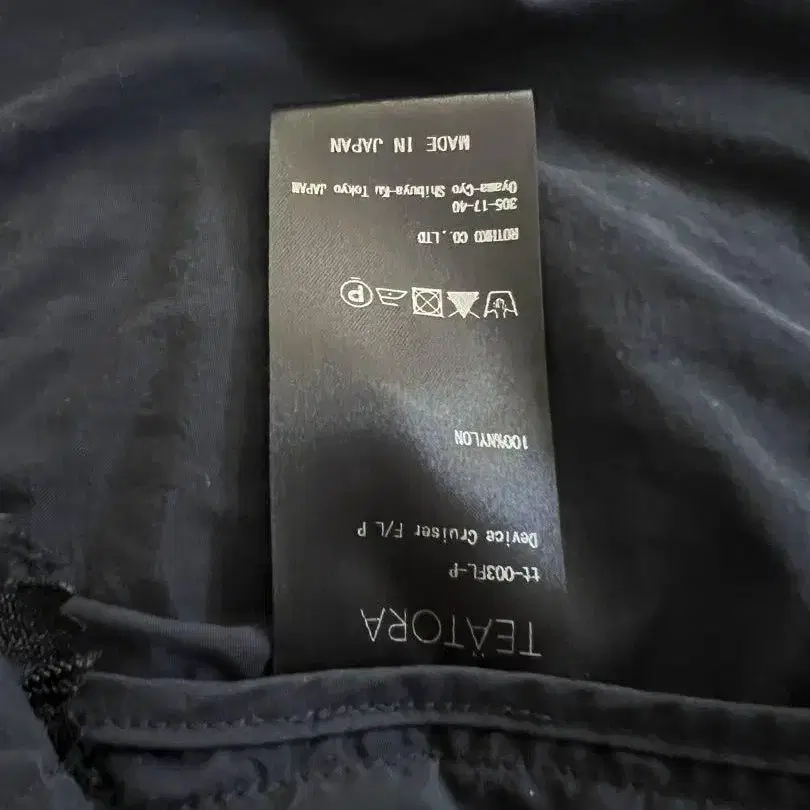 TEÄTORA
tt-003FL-P
Device Cruiser F/L P
100%NYLON
P
ROTHKO CO.,LTD
305-17-40
Oyama-Cyo Shibuya-Ku Tokyo JAPAN
MADE IN JAPAN